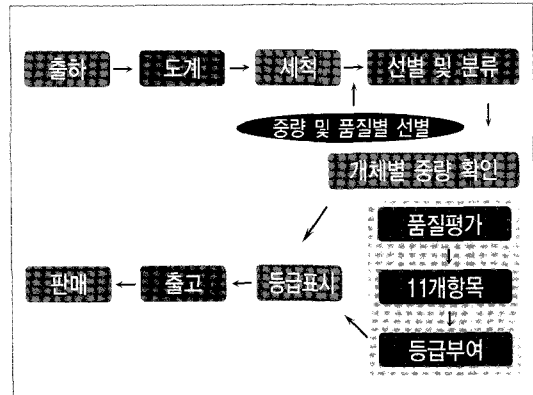 출하 → 도계 → 세척 → 선별 및 분류
중량 및 품질별 선별
개체별 중량 확인
품질평가
판매 ← 출고 ← 등급표시
11개항목
등급부여